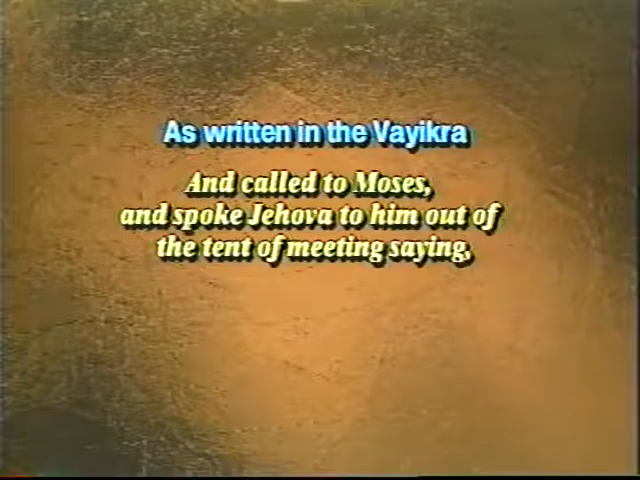 As written in the Vayikra
And called to Moses,
and spoke Jehova to him out of
the tent of meeting saying,